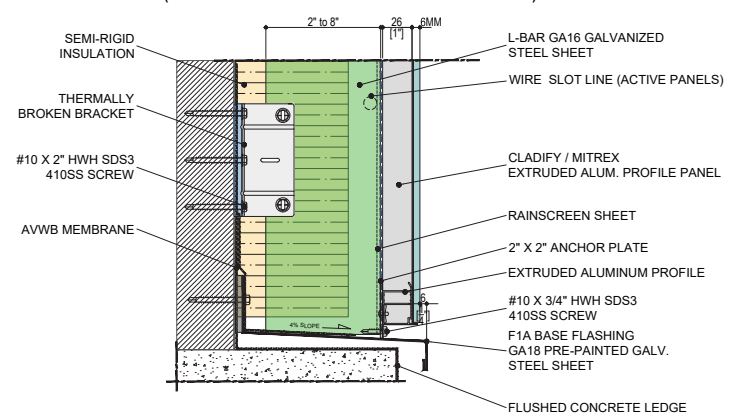 2" to 8"
26
[1"]
6MM
SEMI-RIGID
INSULATION
THERMALLY
BROKEN BRACKET
#10 X 2" HWH SDS3
410SS SCREW
AVWB MEMBRANE
L-BAR GA16 GALVANIZED
STEEL SHEET
WIRE SLOT LINE (ACTIVE PANELS)
CLADIFY / MITREX
EXTRUDED ALUM. PROFILE PANEL
RAINSCREEN SHEET
2" X 2" ANCHOR PLATE
EXTRUDED ALUMINUM PROFILE
6
#10 X 3/4" HWH SDS3
410SS SCREW
F1A BASE FLASHING
GA18 PRE-PAINTED GALV.
STEEL SHEET
4% SLOPE
FLUSHED CONCRETE LEDGE